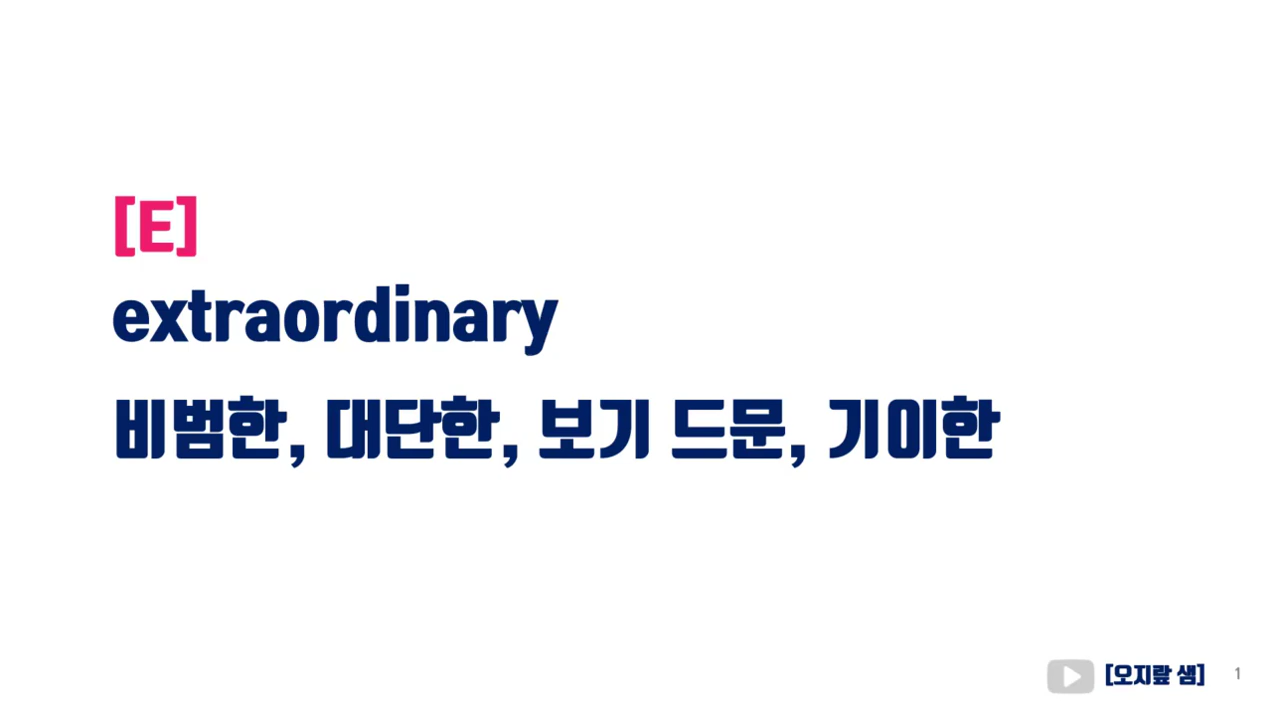 [E]
extraordinary
비범한, 대단한, 보기 드문, 기이한
[오지랖 샘]
1